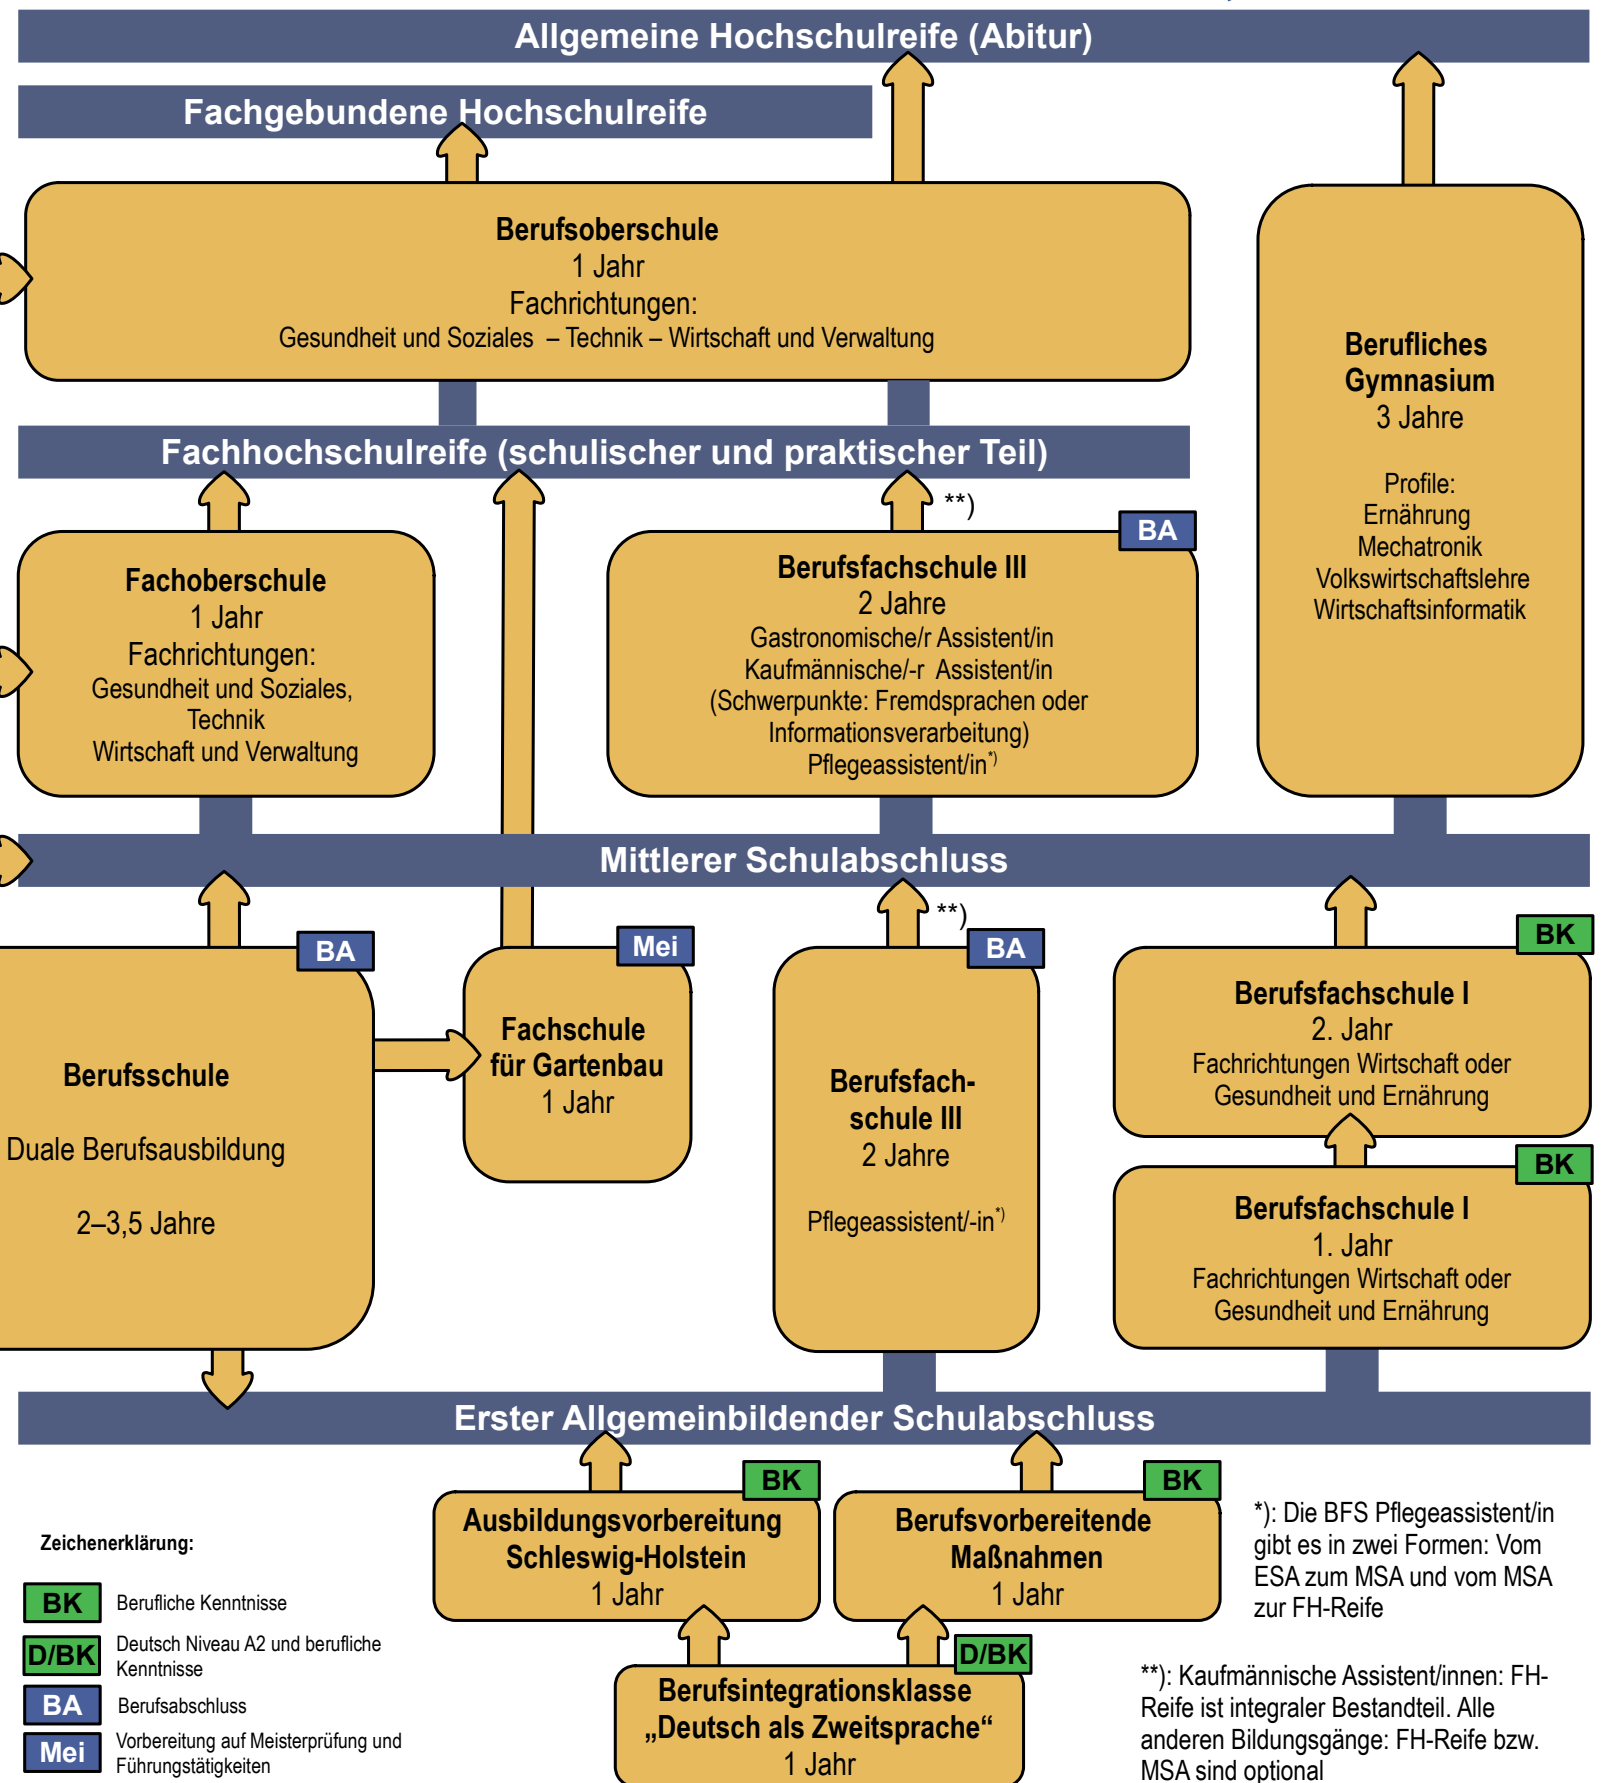 Allgemeine Hochschulreife (Abitur)
Fachgebundene Hochschulreife
Berufsoberschule
1 Jahr
Fachrichtungen:
Gesundheit und Soziales – Technik – Wirtschaft und Verwaltung
Berufliches
Gymnasium
3 Jahre
Profile:
Ernährung
Mechatronik
Volkswirtschaftslehre
Wirtschaftsinformatik
Fachhochschulreife (schulischer und praktischer Teil)
**)
BA
Fachoberschule
1 Jahr
Fachrichtungen:
Gesundheit und Soziales,
Technik
Wirtschaft und Verwaltung
Berufsfachschule III
2 Jahre
Gastronomische/r Assistent/in
Kaufmännische/-r Assistent/in
(Schwerpunkte: Fremdsprachen oder
Informationsverarbeitung)
Pflegeassistent/in*)
Mittlerer Schulabschluss
**)
BA
Berufsschule
Duale Berufsausbildung
2–3,5 Jahre
Mei
Fachschule
für Gartenbau
1 Jahr
BA
Berufsfach-
schule III
2 Jahre
Pflegeassistent/-in*)
BK
Berufsfachschule I
2. Jahr
Fachrichtungen Wirtschaft oder
Gesundheit und Ernährung
BK
Berufsfachschule I
1. Jahr
Fachrichtungen Wirtschaft oder
Gesundheit und Ernährung
Erster Allgemeinbildender Schulabschluss
BK
Ausbildungsvorbereitung
Schleswig-Holstein
1 Jahr
BK
Berufsvorbereitende
Maßnahmen
1 Jahr
D/BK
Berufsintegrationsklasse
„Deutsch als Zweitsprache“
1 Jahr
Zeichenerklärung:
BK Berufliche Kenntnisse
D/BK Deutsch Niveau A2 und berufliche
Kenntnisse
BA Berufsabschluss
Mei Vorbereitung auf Meisterprüfung und
Führungstätigkeiten
*): Die BFS Pflegeassistent/in
gibt es in zwei Formen: Vom
ESA zum MSA und vom MSA
zur FH-Reife
**): Kaufmännische Assistent/innen: FH-
Reife ist integraler Bestandteil. Alle
anderen Bildungsgänge: FH-Reife bzw.
MSA sind optional